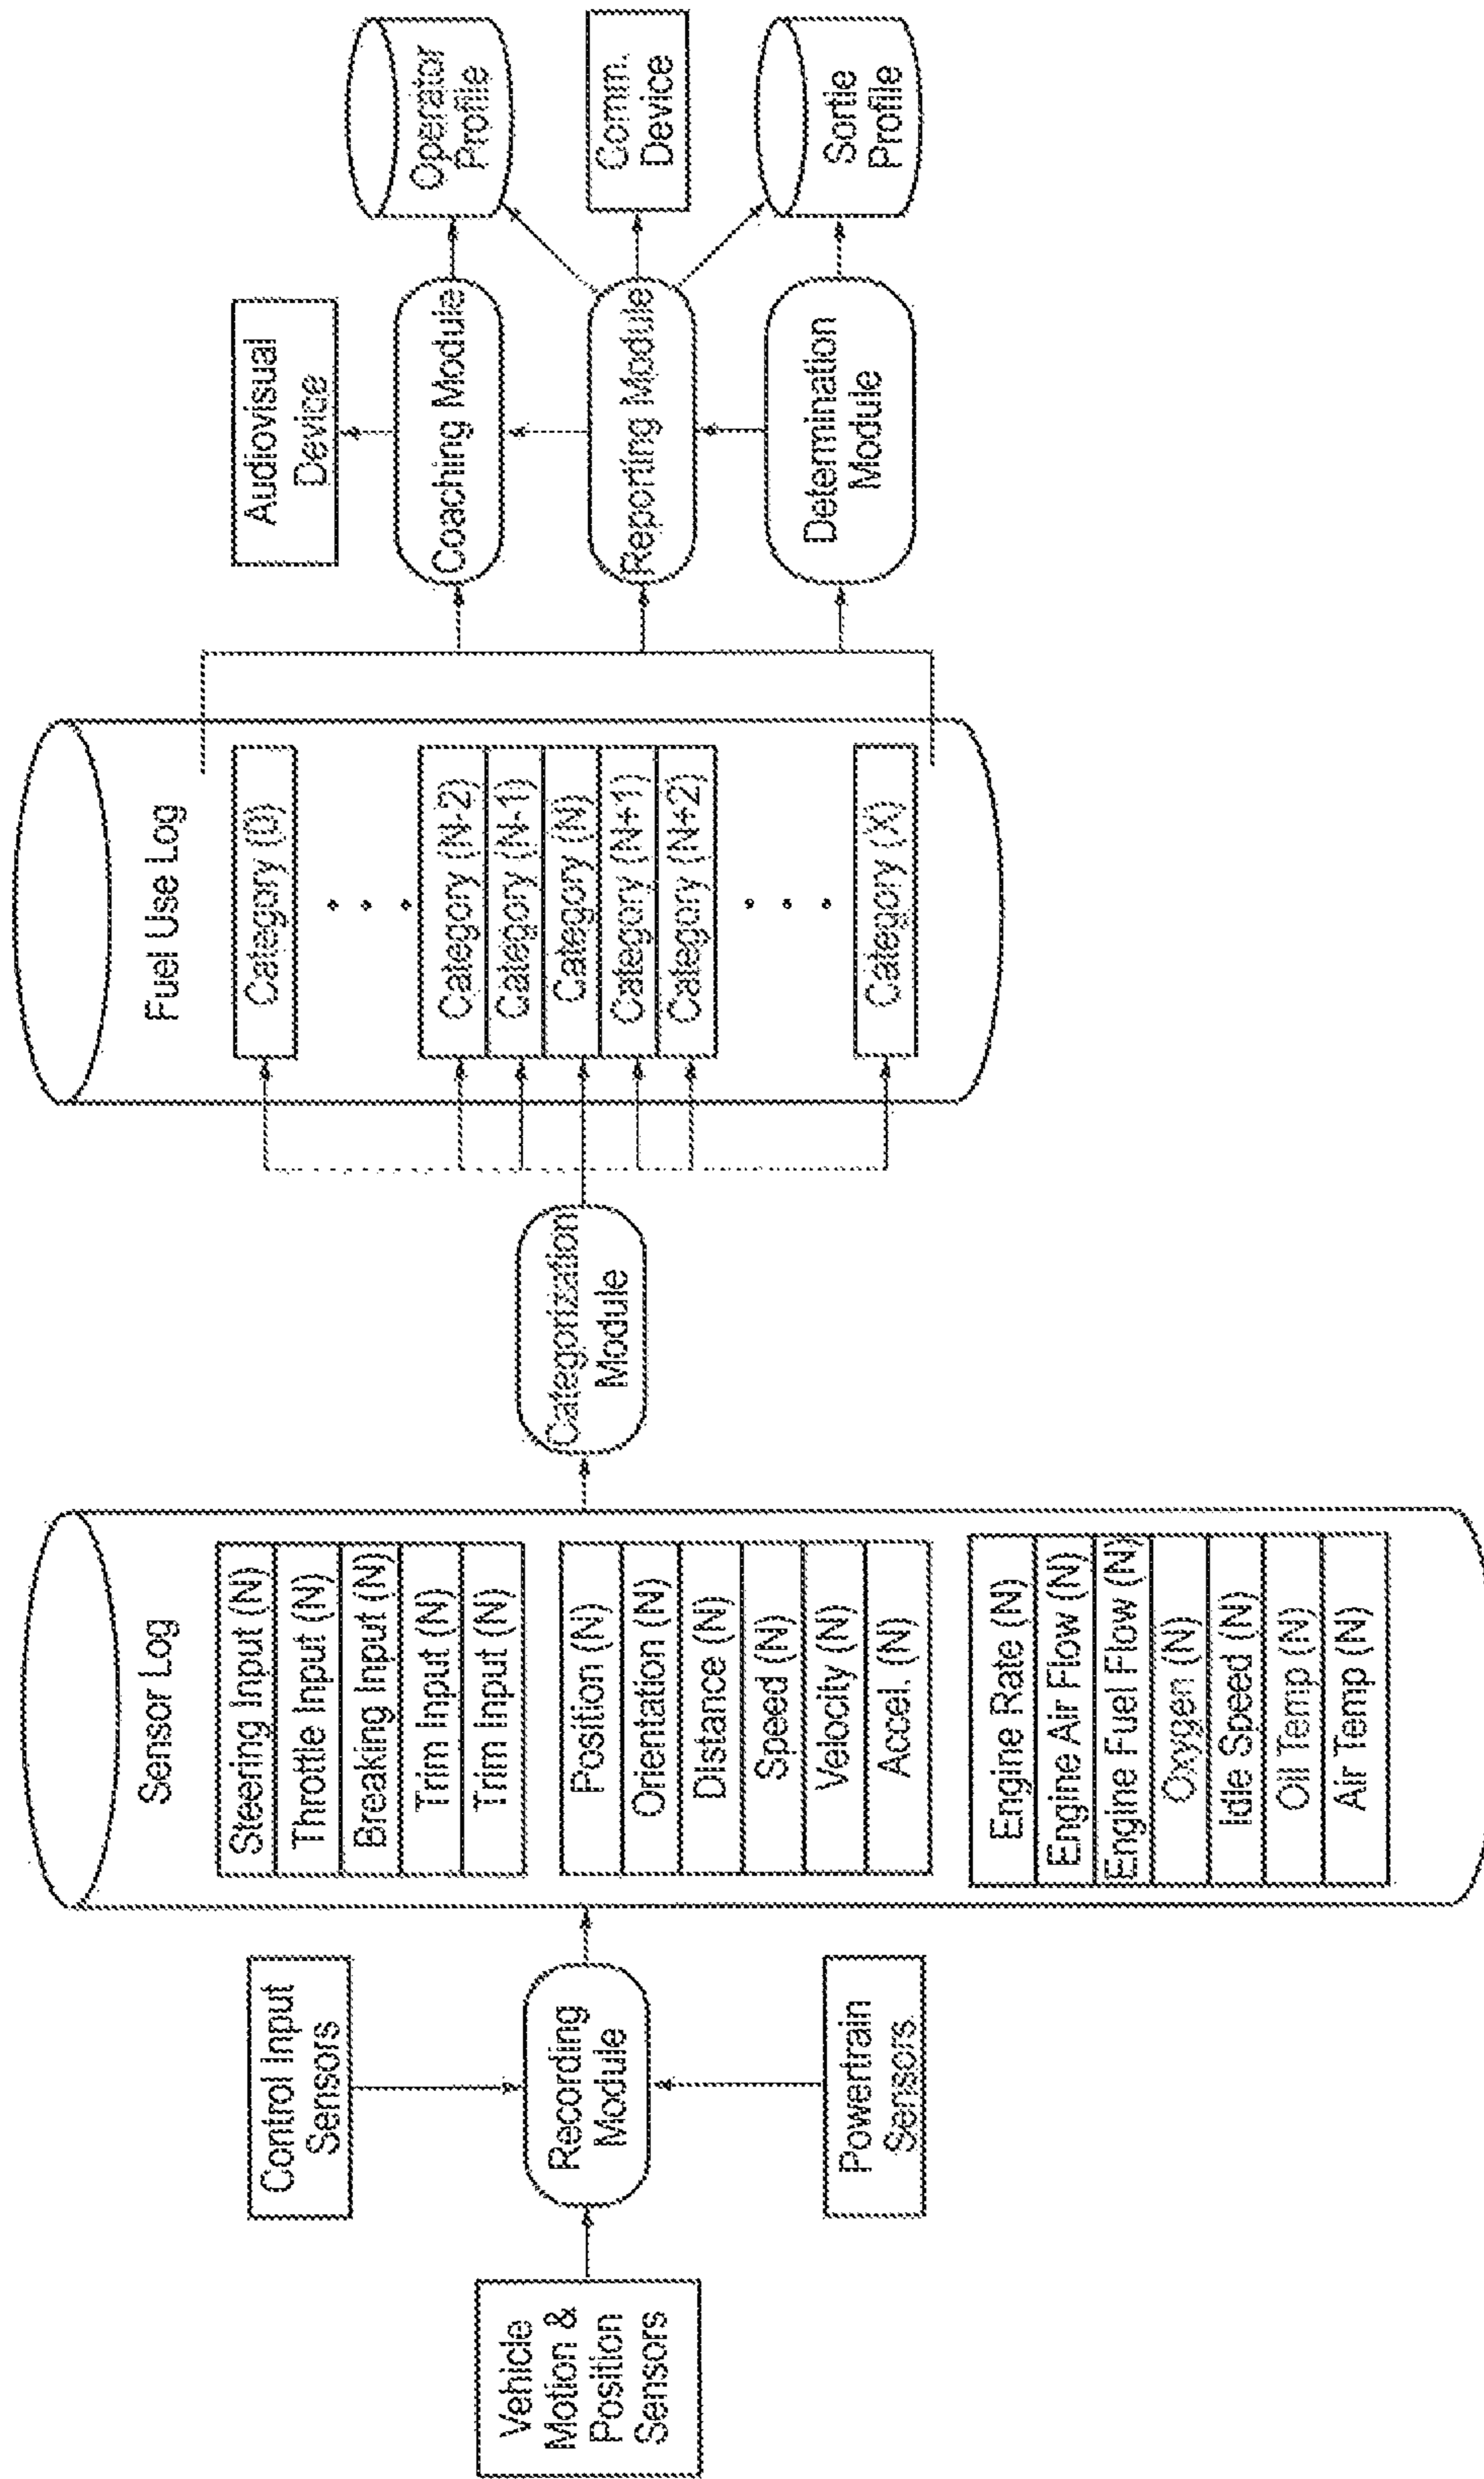 Vehicle
Motion &
Position
Sensors
Control Input
Sensors
Recording
Module
Powertrain
Sensors
Sensor Log
Steering Input (N)
Throttle Input (N)
Breaking Input (N)
Trim Input (N)
Trim Input (N)
Position (N)
Orientation (N)
Distance (N)
Speed (N)
Velocity (N)
Accel. (N)
Engine Rate (N)
Engine Air Flow (N)
Engine Fuel Flow (N)
Oxygen (N)
Idle Speed (N)
Oil Temp (N)
Air Temp (N)
Categorization
Module
Fuel Use Log
Category (0)
Category (N-2)
Category (N-1)
Category (N)
Category (N+1)
Category (N+2)
Category (X)
Audiovisual
Device
Coaching Module
Reporting Module
Determination
Module
Operator
Profile
Comm.
Device
Sortie
Profile